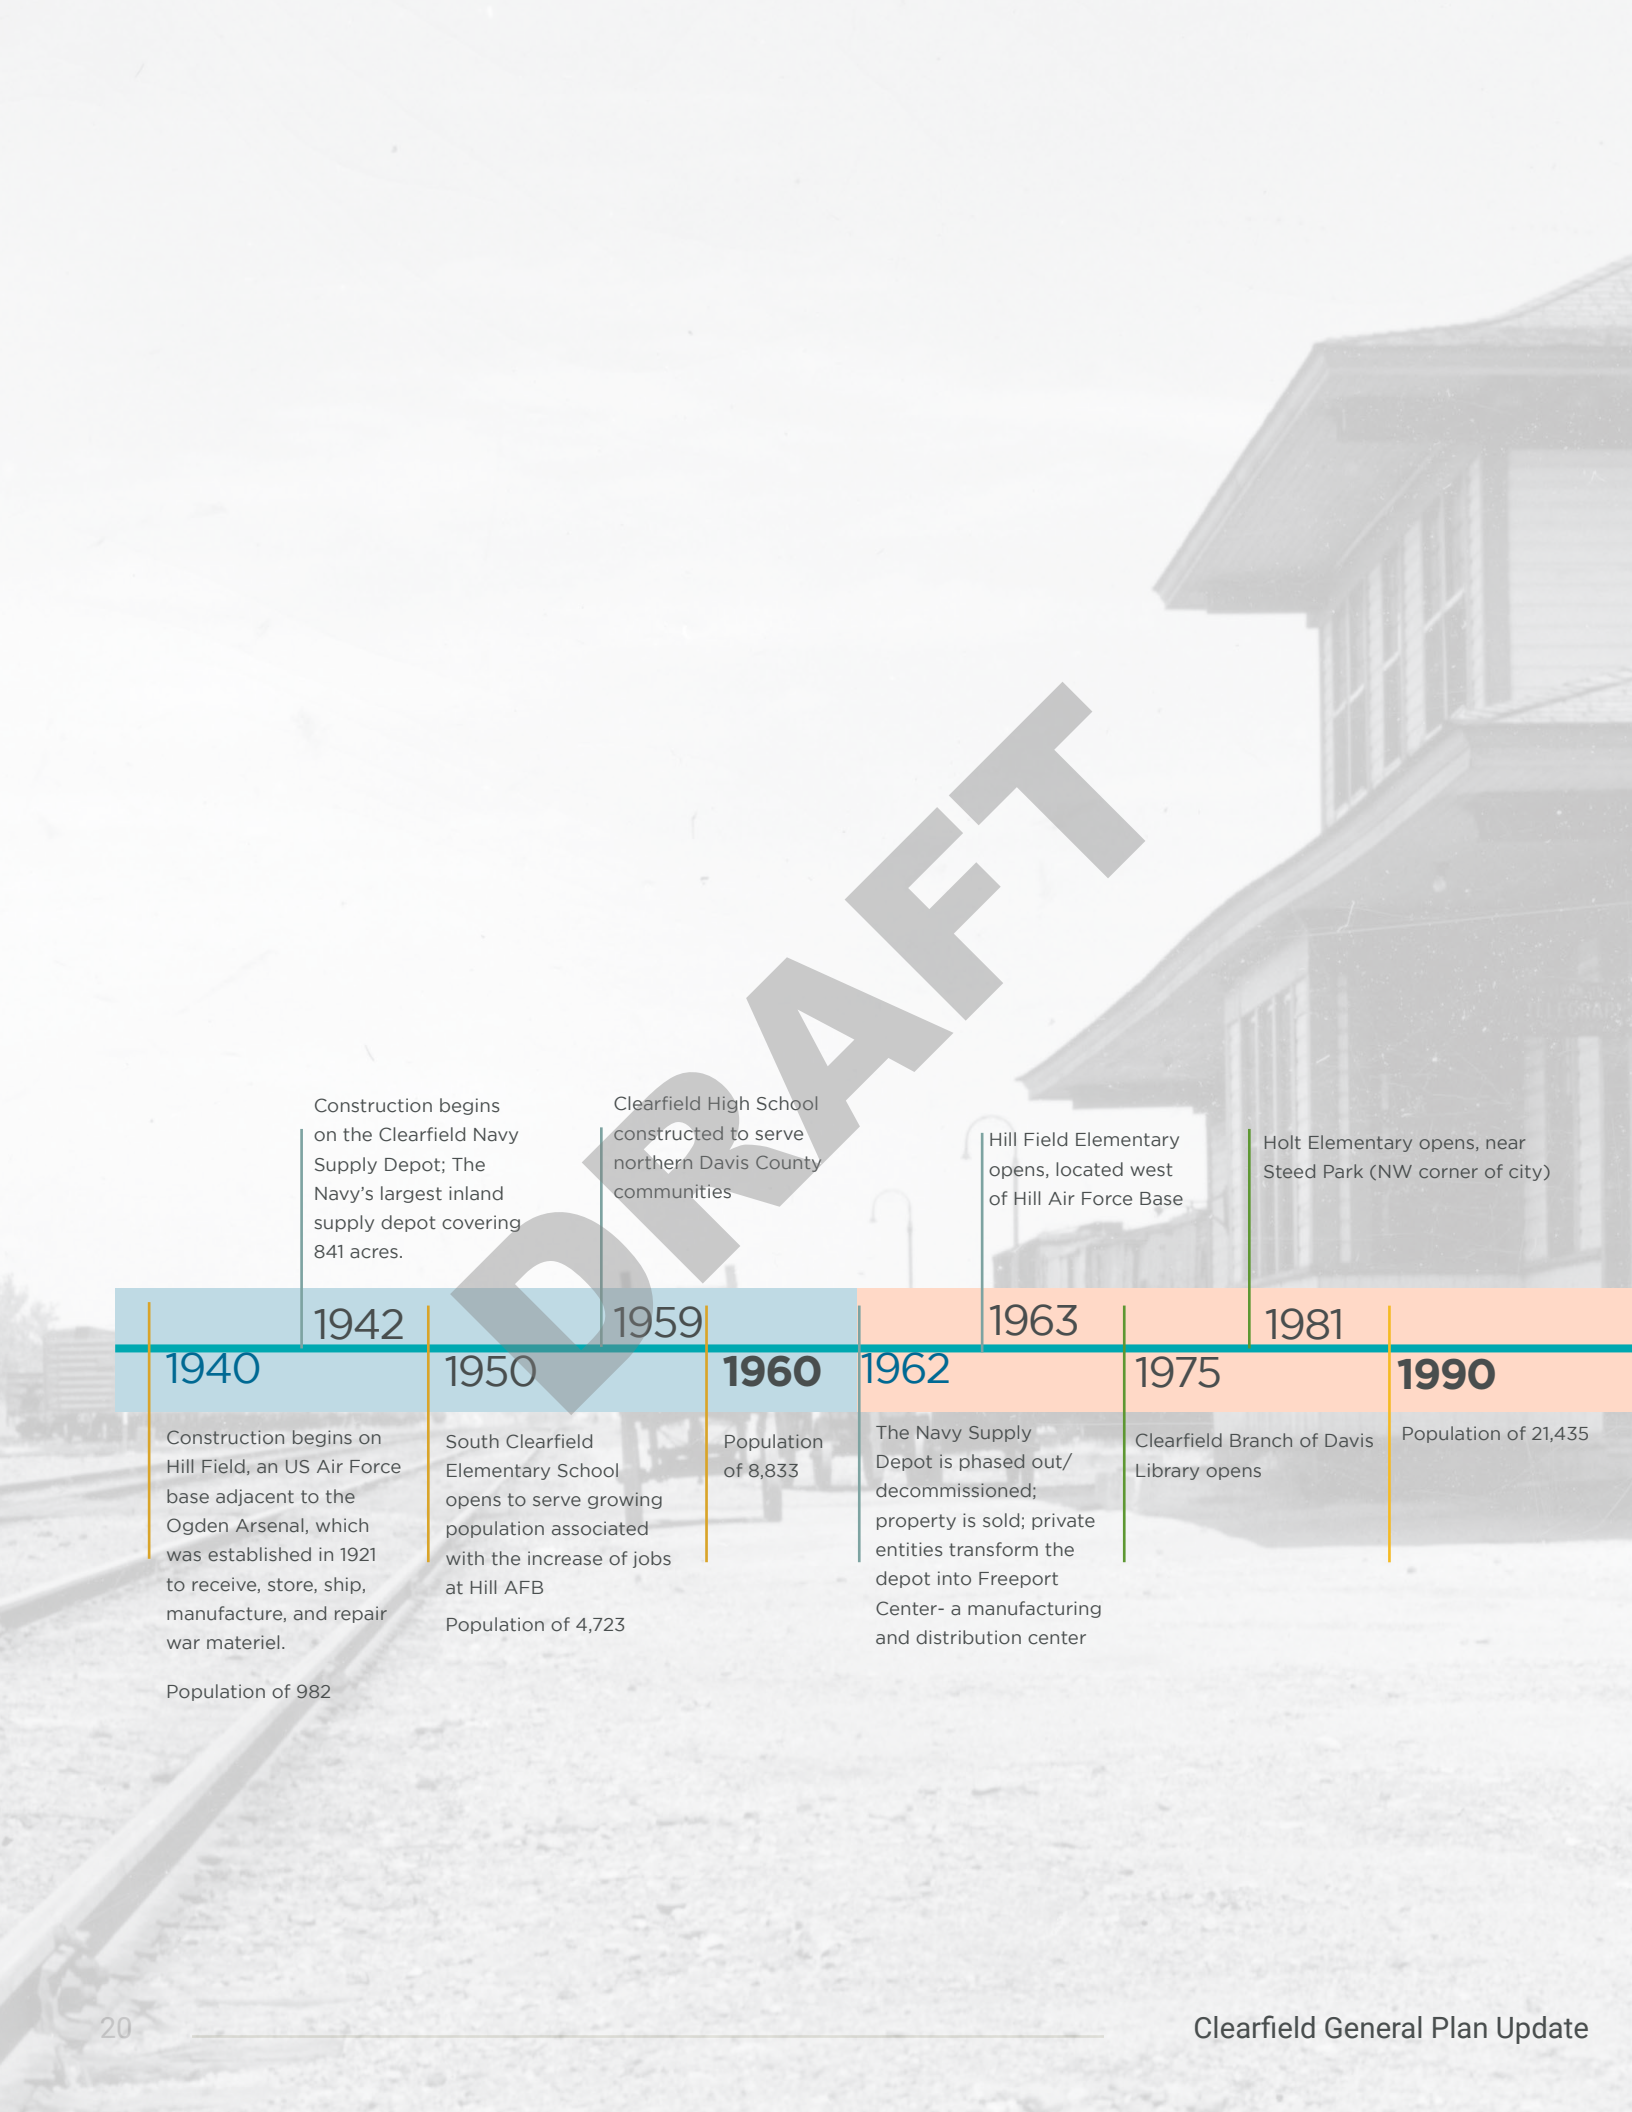 Construction begins
on the Clearfield Navy
Supply Depot; The
Navy's largest inland
supply depot covering
841 acres.
Clearfield High School
constructed to serve
northern Davis County
communities
Hill Field Elementary
opens, located west
of Hill Air Force Base
Holt Elementary opens, near
Steed Park (NW corner of city)
1942
1959
1963
1981
1940
1950
1960
1962
1975
1990
Construction begins on
Hill Field, an US Air Force
base adjacent to the
Ogden Arsenal, which
was established in 1921
to receive, store, ship,
manufacture, and repair
war materiel.
Population of 982
South Clearfield
Elementary School
opens to serve growing
population associated
with the increase of jobs
at Hill AFB
Population of 4,723
Population
of 8,833
The Navy Supply
Depot is phased out/
decommissioned;
property is sold; private
entities transform the
depot into Freeport
Center- a manufacturing
and distribution center
Clearfield Branch of Davis
Library opens
Population of 21,435
DRAFT
20
Clearfield General Plan Update